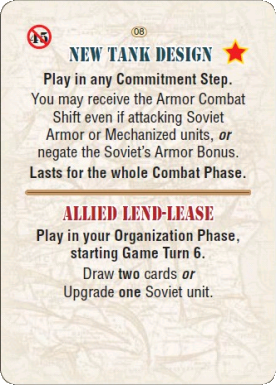 45
08
NEW TANK DESIGN
Play in any Commitment Step.
You may receive the Armor Combat
Shift even if attacking Soviet
Armor or Mechanized units, or
negate the Soviet's Armor Bonus.
Lasts for the whole Combat Phase.
ALLIED LEND-LEASE
Play in your Organization Phase,
starting Game Turn 6.
Draw two cards or
Upgrade one Soviet unit.